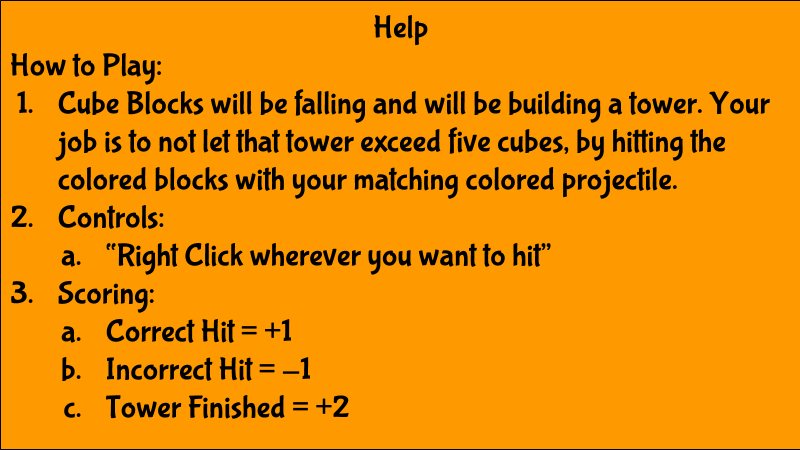 Help
How to Play:
1. Cube Blocks will be falling and will be building a tower. Your
job is to not let that tower exceed five cubes, by hitting the
colored blocks with your matching colored projectile.
2. Controls:
a. “Right Click wherever you want to hit”
3. Scoring:
a. Correct Hit = +1
b. Incorrect Hit = –1
c. Tower Finished = +2